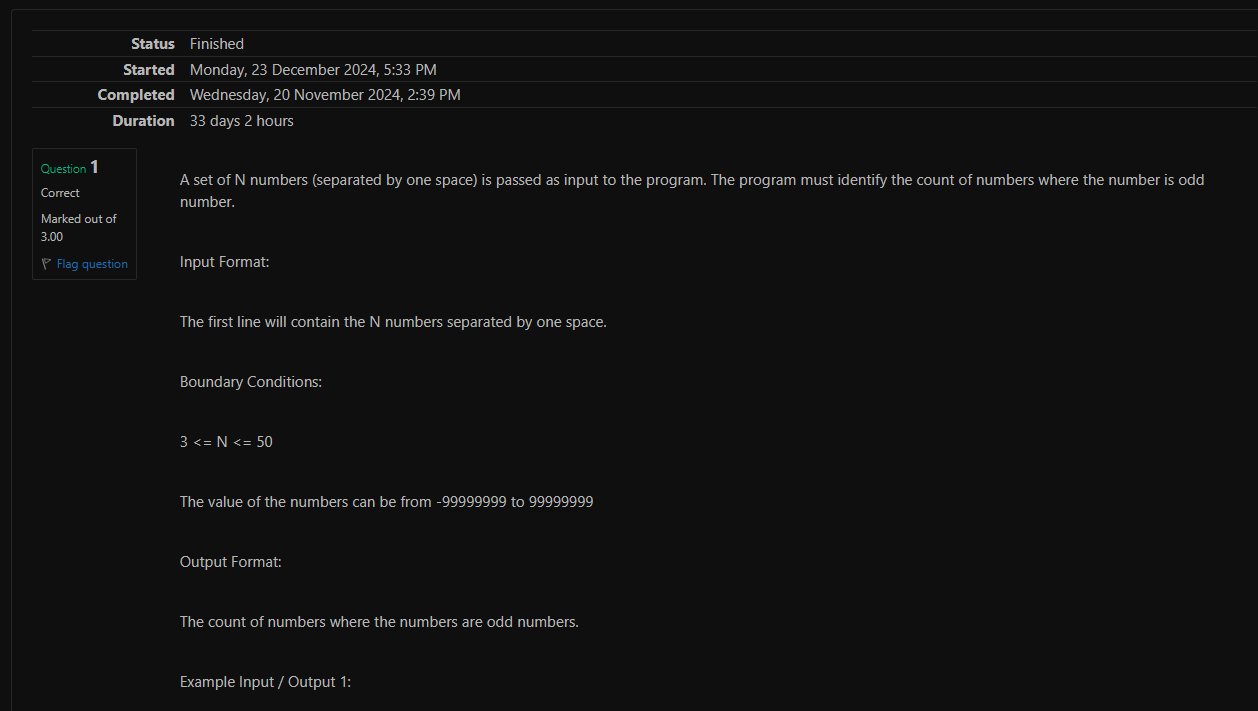 Status Finished
Started Monday, 23 December 2024, 5:33 PM
Completed Wednesday, 20 November 2024, 2:39 PM
Duration 33 days 2 hours
Question 1
Correct
Marked out of
3.00
Flag question
A set of N numbers (separated by one space) is passed as input to the program. The program must identify the count of numbers where the number is odd
number.
Input Format:
The first line will contain the N numbers separated by one space.
Boundary Conditions:
3 <= N <= 50
The value of the numbers can be from -99999999 to 99999999
Output Format:
The count of numbers where the numbers are odd numbers.
Example Input / Output 1: